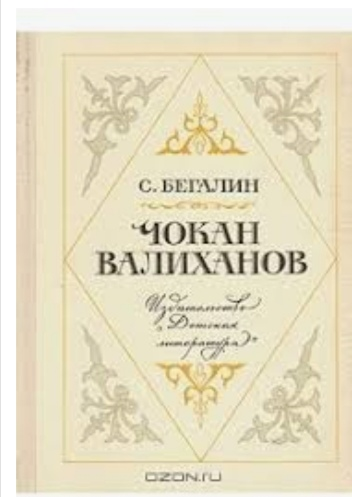 С. БЕГАЛИН
ЧОКАН
ВАЛИХАНОВ
Издательство
„Детская
литература“
OZON.ru